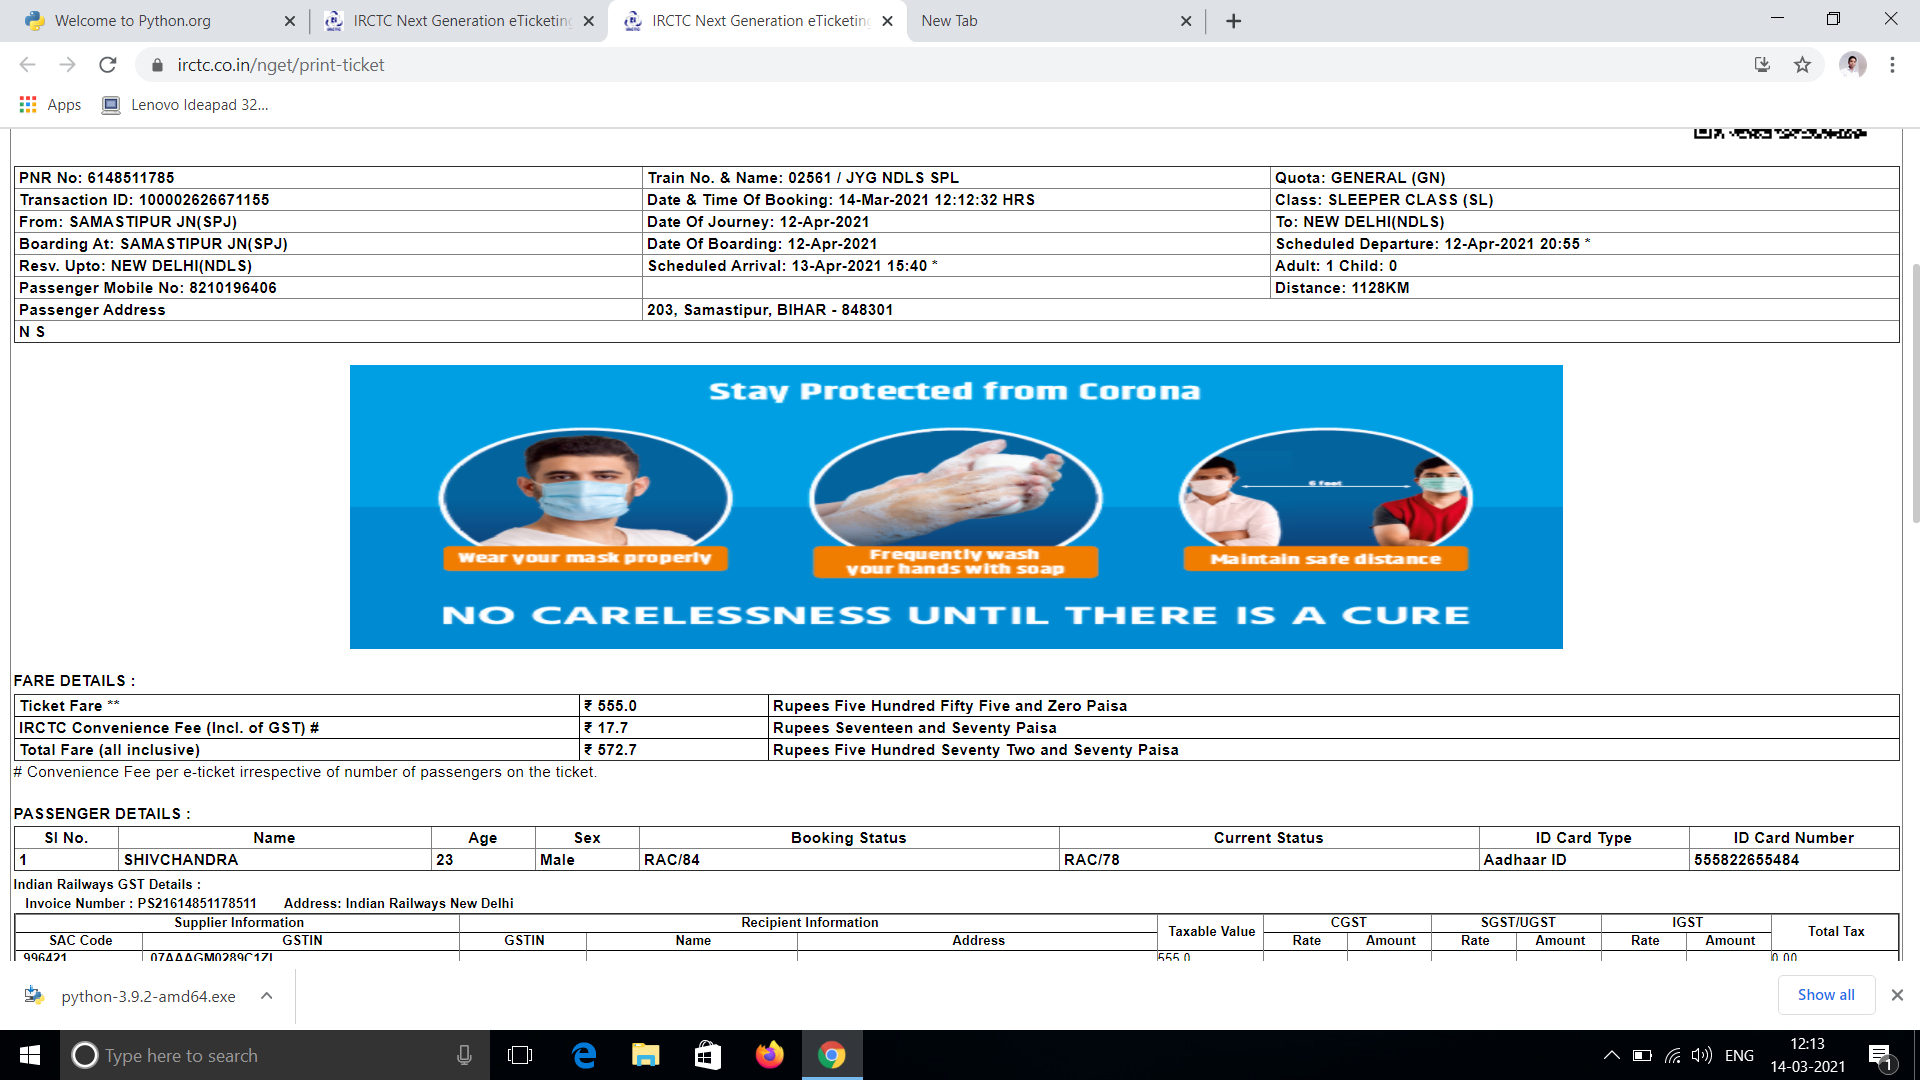 Welcome to Python.org
IRCTC Next Generation eTicketing
IRCTC Next Generation eTicketing
New Tab
irctc.co.in/nget/print-ticket
Apps
Lenovo Ideapad 32...
PNR No: 6148511785 Train No. & Name: 02561 / JYG NDLS SPL Quota: GENERAL (GN)
Transaction ID: 100002626671155 Date & Time Of Booking: 14-Mar-2021 12:12:32 HRS Class: SLEEPER CLASS (SL)
From: SAMASTIPUR JN(SPJ) Date Of Journey: 12-Apr-2021 To: NEW DELHI(NDLS)
Boarding At: SAMASTIPUR JN(SPJ) Date Of Boarding: 12-Apr-2021 Scheduled Departure: 12-Apr-2021 20:55 *
Resv. Upto: NEW DELHI(NDLS) Scheduled Arrival: 13-Apr-2021 15:40 * Adult: 1 Child: 0
Passenger Mobile No: 8210196406 Distance: 1128KM
Passenger Address 203, Samastipur, BIHAR - 848301
N S
Stay Protected from Corona
6 feet
Wear your mask properly
Frequently wash
your hands with soap
Maintain safe distance
NO CARELESSNESS UNTIL THERE IS A CURE
FARE DETAILS :
Ticket Fare ** ₹ 555.0 Rupees Five Hundred Fifty Five and Zero Paisa
IRCTC Convenience Fee (Incl. of GST) # ₹ 17.7 Rupees Seventeen and Seventy Paisa
Total Fare (all inclusive) ₹ 572.7 Rupees Five Hundred Seventy Two and Seventy Paisa
# Convenience Fee per e-ticket irrespective of number of passengers on the ticket.
PASSENGER DETAILS :
Sl No. Name Age Sex Booking Status Current Status ID Card Type ID Card Number
1 SHIVCHANDRA 23 Male RAC/84 RAC/78 Aadhaar ID 555822655484
Indian Railways GST Details :
Invoice Number : PS21614851178511 Address: Indian Railways New Delhi
Supplier Information Recipient Information Taxable Value CGST SGST/UGST IGST Total Tax
SAC Code GSTIN GSTIN Name Address Rate Amount Rate Amount Rate Amount
996421 07AAAGM0289C1ZL 555.0 0.00
python-3.9.2-amd64.exe
Show all
Type here to search
ENG
12:13
14-03-2021
1